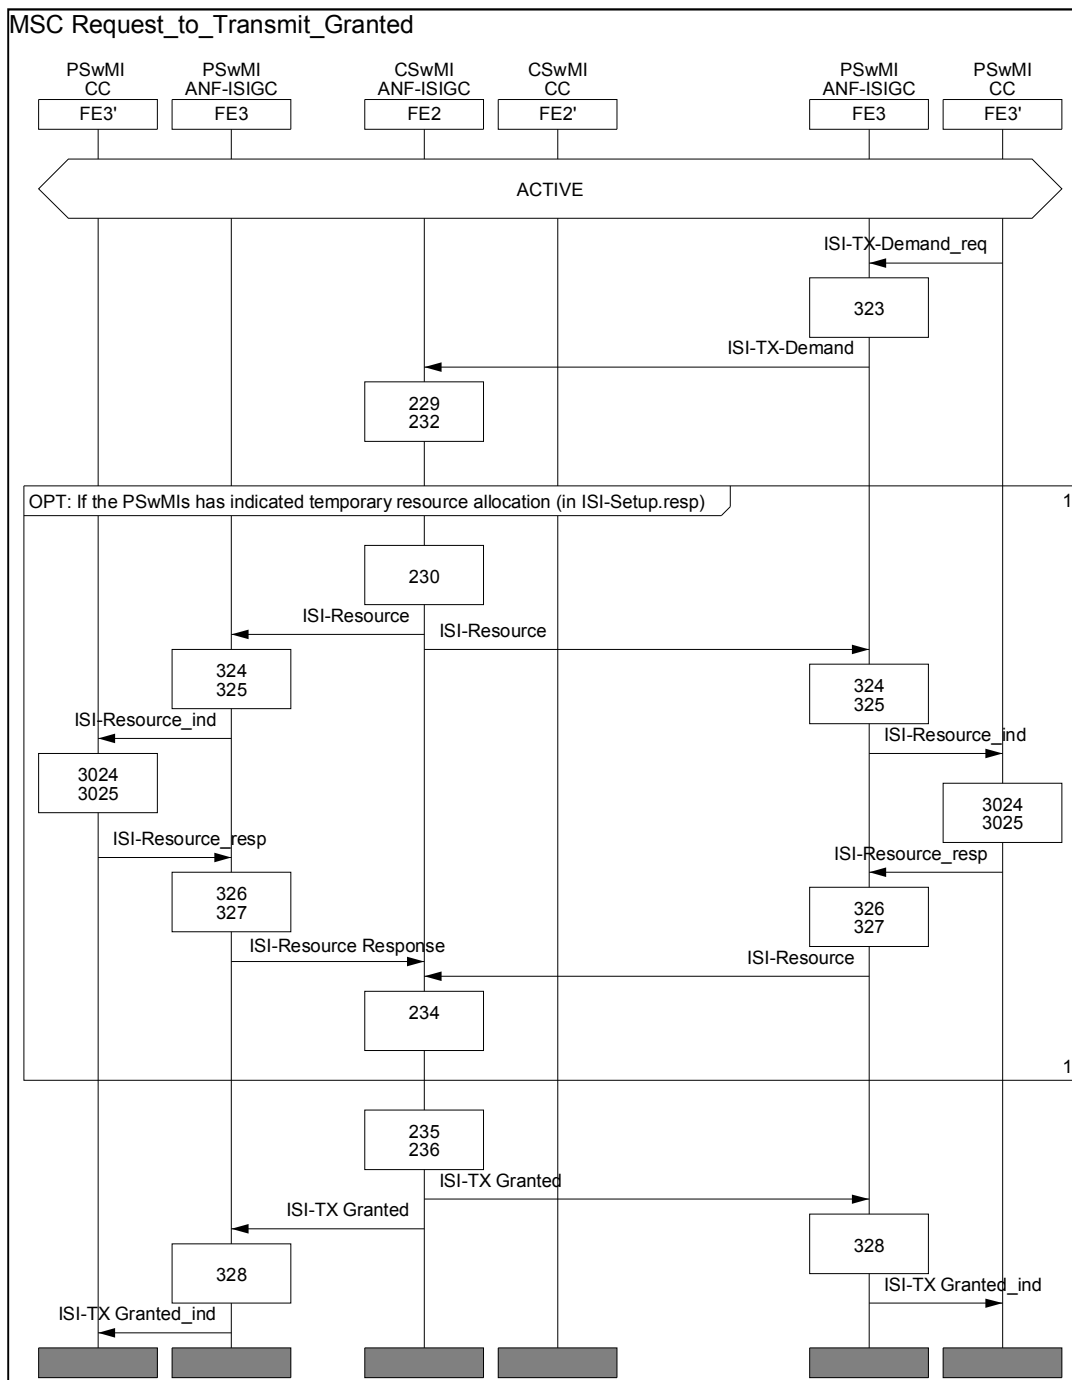 MSC Request_to_Transmit_Granted
PSwMI PSwMI CSwMI CSwMI PSwMI PSwMI
CC ANF-ISIGC ANF-ISIGC CC ANF-ISIGC CC
FE3' FE3 FE2 FE2' FE3 FE3'
ACTIVE
ISI-TX-Demand_req
323
ISI-TX-Demand
229
232
OPT: If the PSwMIs has indicated temporary resource allocation (in ISI-Setup.resp) 1
230
ISI-Resource
ISI-Resource
324
325
324
325
ISI-Resource_ind
ISI-Resource_ind
3024
3025
3024
3025
ISI-Resource_resp
ISI-Resource_resp
326
327
326
327
ISI-Resource Response
ISI-Resource
234
1
235
236
ISI-TX Granted
ISI-TX Granted
328
328
ISI-TX Granted_ind
ISI-TX Granted_ind